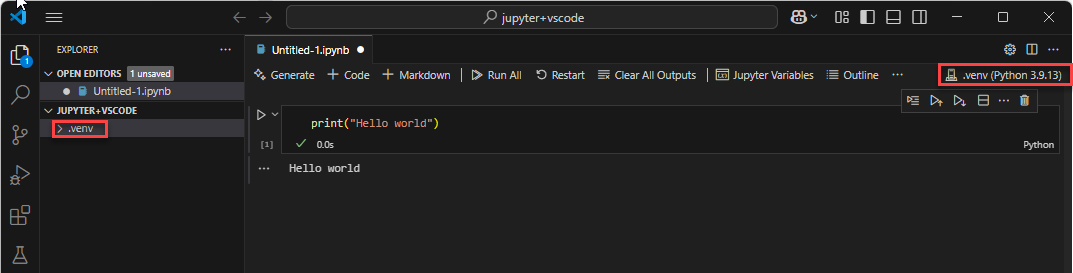 jupyter+vscode
EXPLORER
OPEN EDITORS 1 unsaved
Untitled-1.ipynb
JUPYTER+VSCODE
.venv
1
Untitled-1.ipynb
Generate + Code + Markdown Run All Restart Clear All Outputs Jupyter Variables Outline ... .venv (Python 3.9.13)
print("Hello world")
[1] 0.0s Python
Hello world